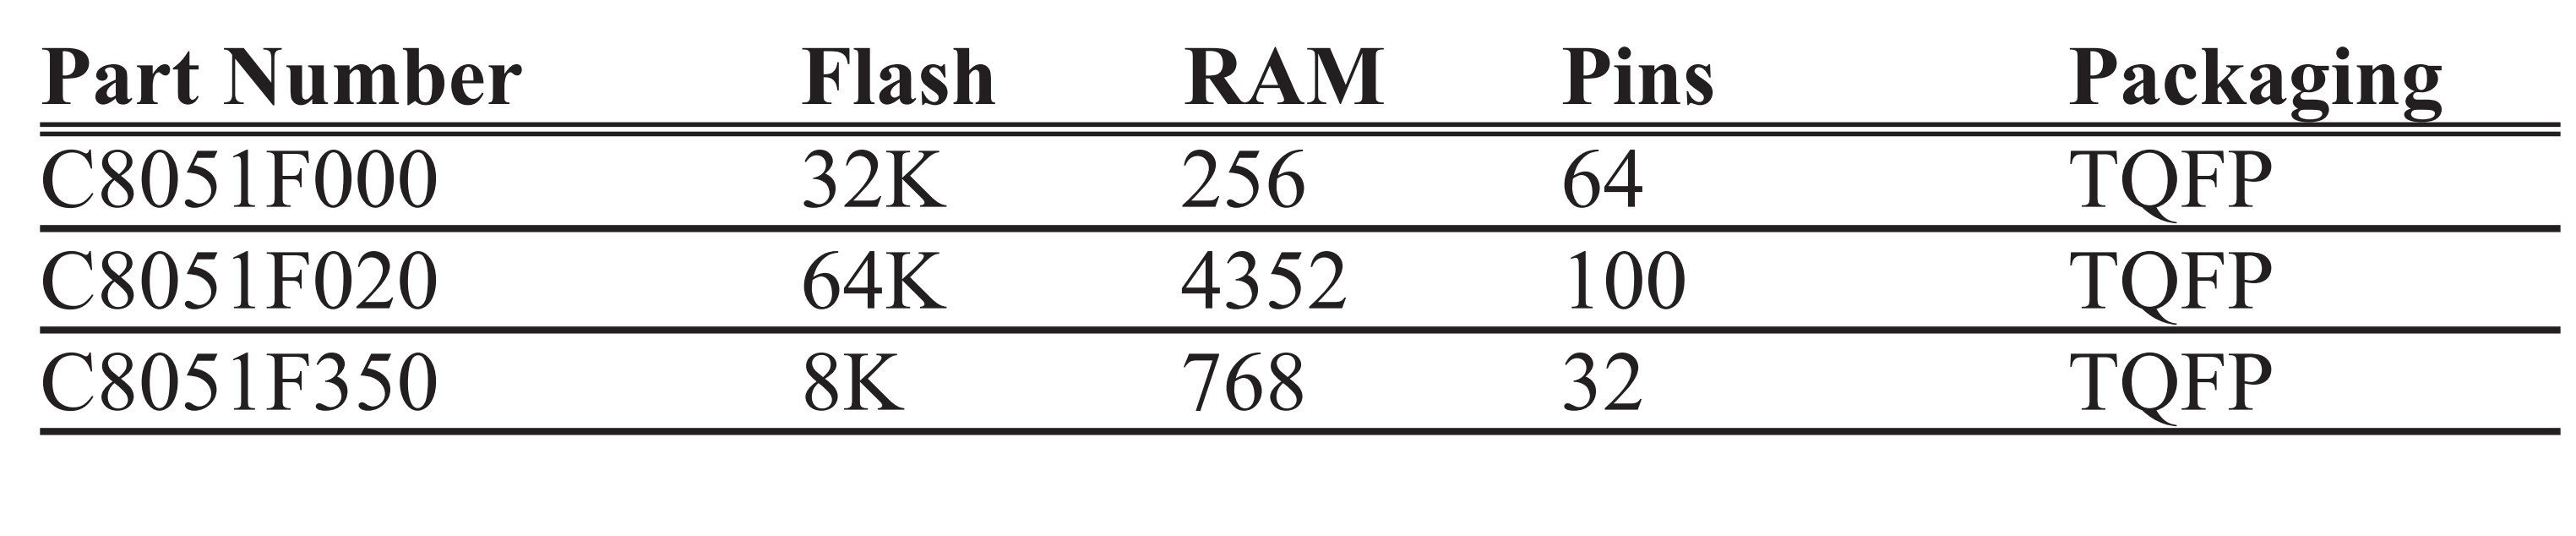 Part Number Flash RAM Pins Packaging
C8051F000 32K 256 64 TQFP
C8051F020 64K 4352 100 TQFP
C8051F350 8K 768 32 TQFP